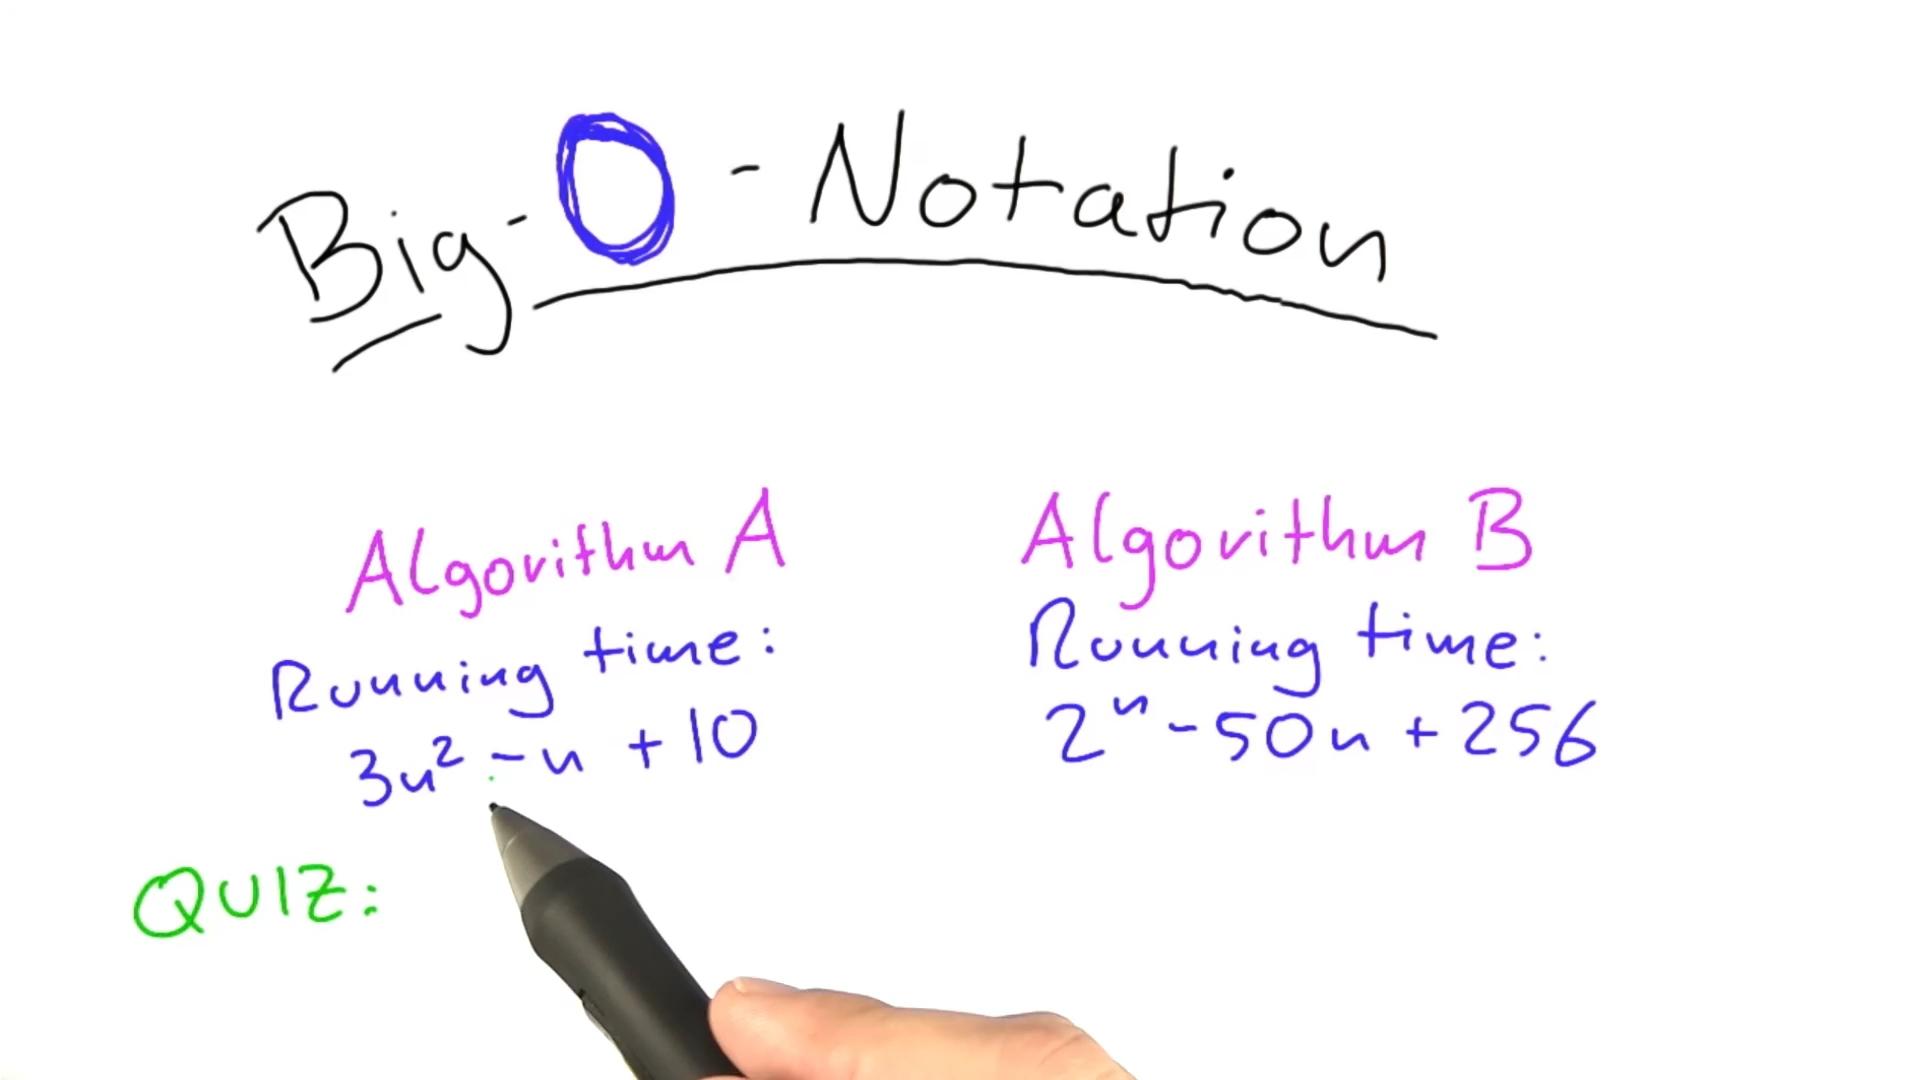 Big-O-Notation
Algorithm A
Running time:
3n² - n + 10
Algorithm B
Running time:
2ⁿ - 50n + 256
QUIZ: